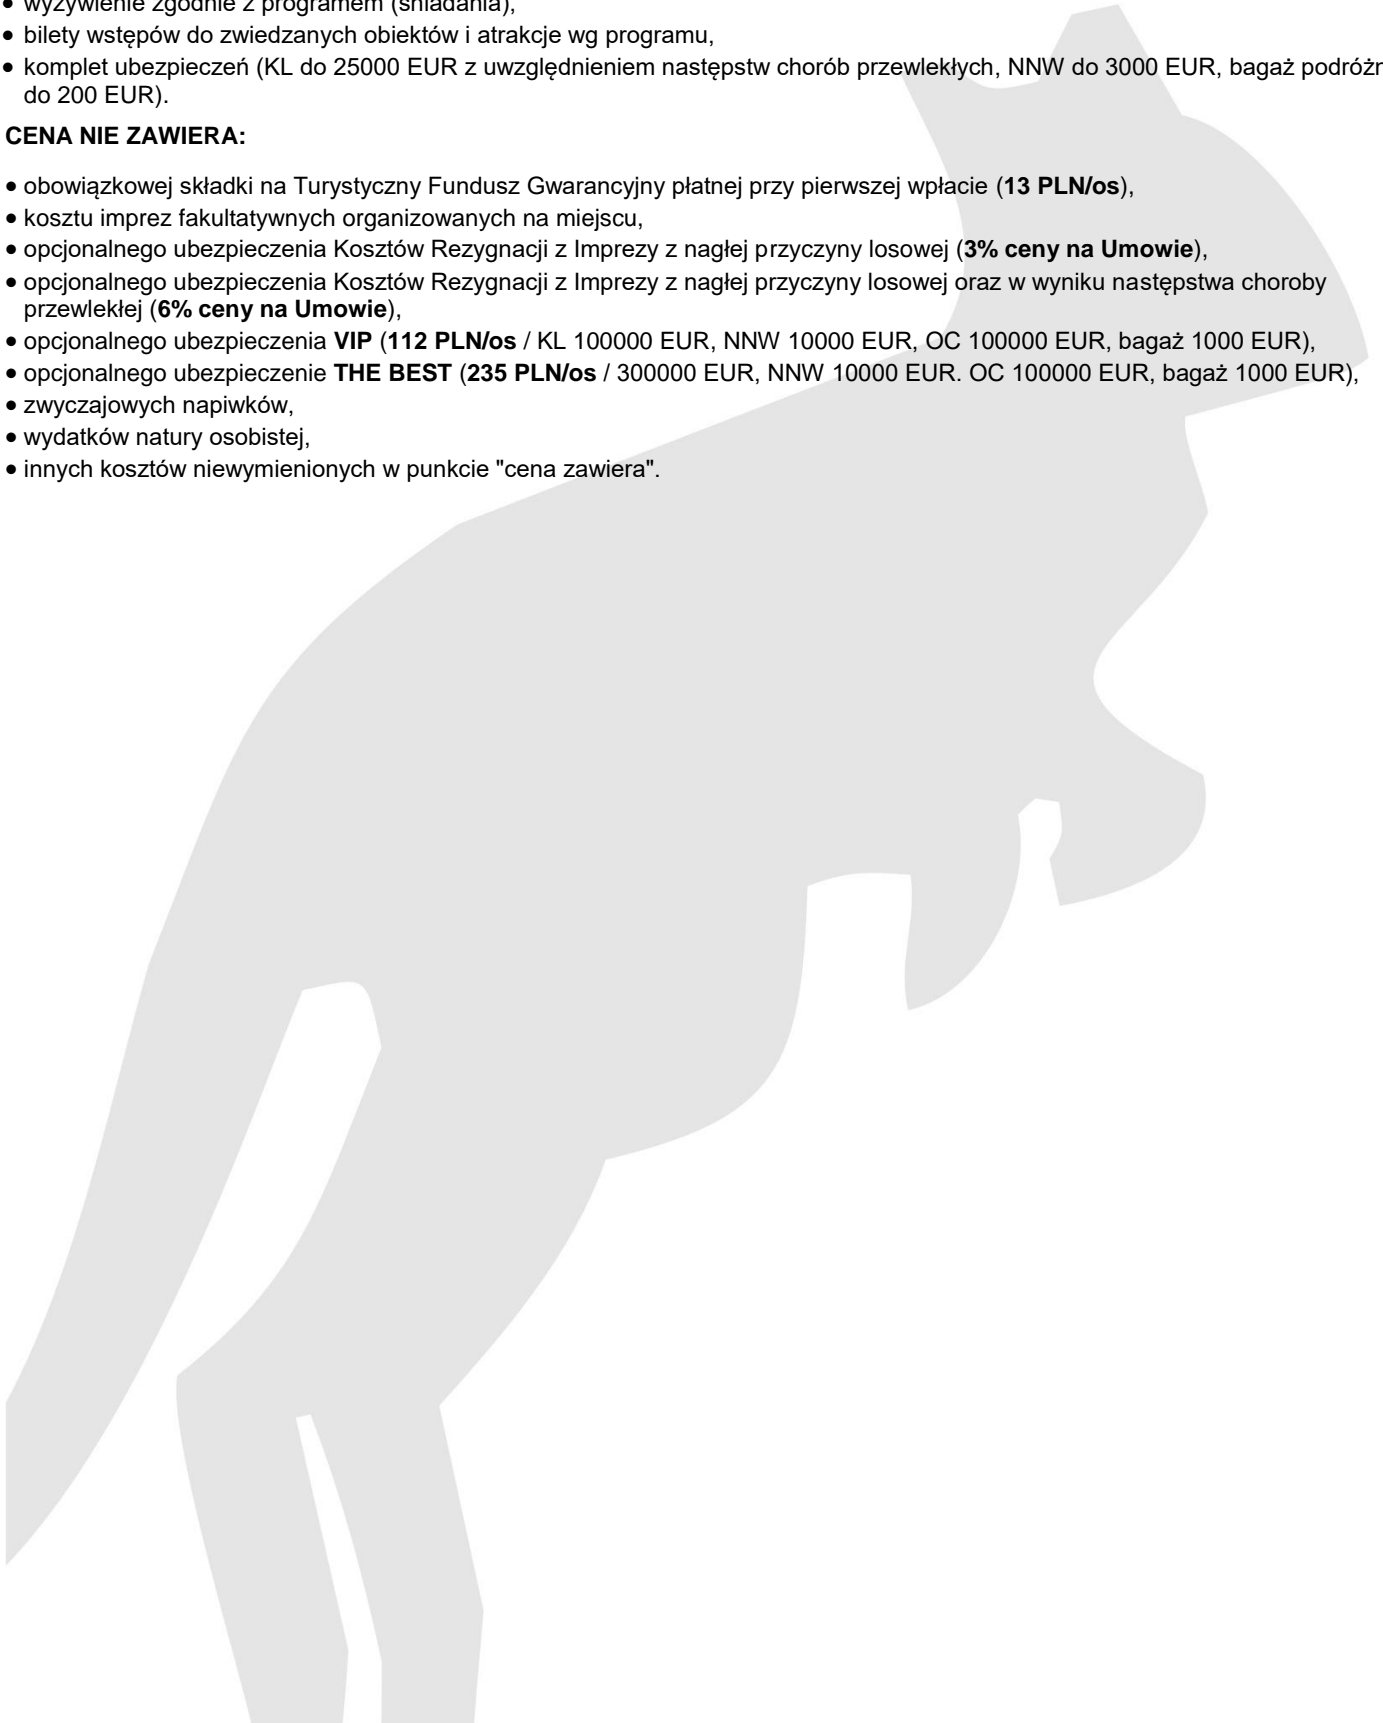 • wyżywienie zgodnie z programem (śniadania),
• bilety wstępów do zwiedzanych obiektów i atrakcje wg programu,
• komplet ubezpieczeń (KL do 25000 EUR z uwzględnieniem następstw chorób przewlekłych, NNW do 3000 EUR, bagaż podróżn
do 200 EUR).
CENA NIE ZAWIERA:
• obowiązkowej składki na Turystyczny Fundusz Gwarancyjny płatnej przy pierwszej wpłacie (13 PLN/os),
• kosztu imprez fakultatywnych organizowanych na miejscu,
• opcjonalnego ubezpieczenia Kosztów Rezygnacji z Imprezy z nagłej przyczyny losowej (3% ceny na Umowie),
• opcjonalnego ubezpieczenia Kosztów Rezygnacji z Imprezy z nagłej przyczyny losowej oraz w wyniku następstwa choroby
przewlekłej (6% ceny na Umowie),
• opcjonalnego ubezpieczenia VIP (112 PLN/os / KL 100000 EUR, NNW 10000 EUR, OC 100000 EUR, bagaż 1000 EUR),
• opcjonalnego ubezpieczenie THE BEST (235 PLN/os / 300000 EUR, NNW 10000 EUR. OC 100000 EUR, bagaż 1000 EUR),
• zwyczajowych napiwków,
• wydatków natury osobistej,
• innych kosztów niewymienionych w punkcie "cena zawiera".